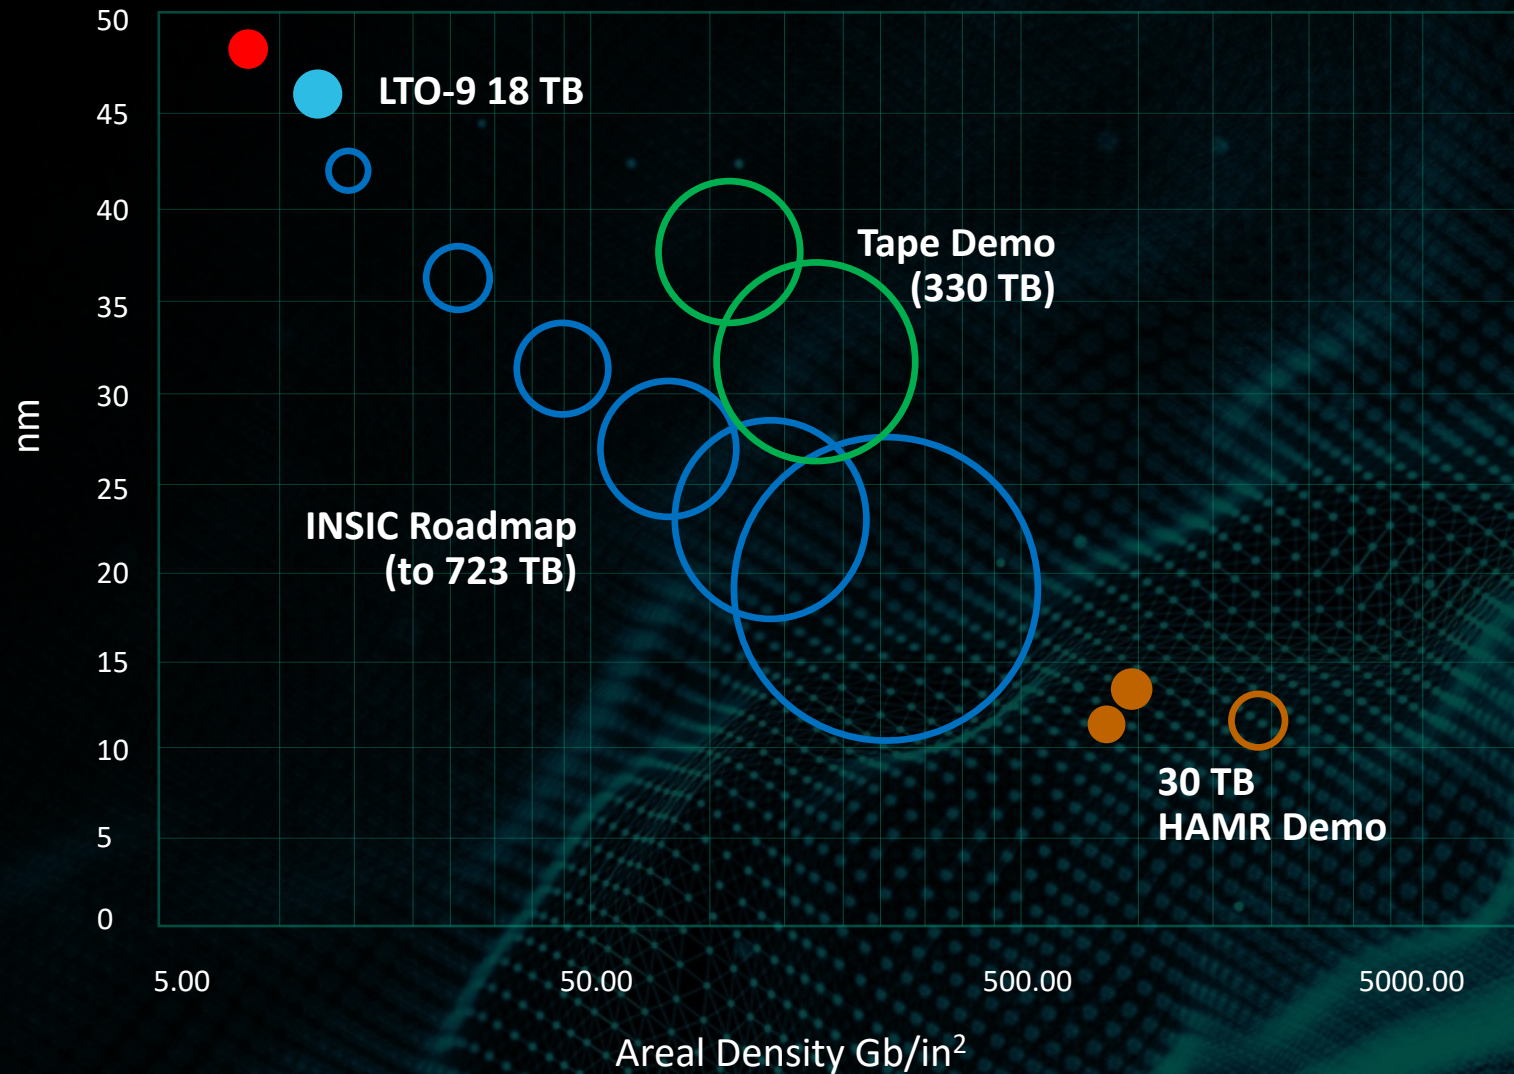 50
45
40
35
30
25
20
15
10
5
0
nm
LTO-9 18 TB
Tape Demo
(330 TB)
INSIC Roadmap
(to 723 TB)
30 TB
HAMR Demo
5.00 50.00 500.00 5000.00
Areal Density Gb/in²